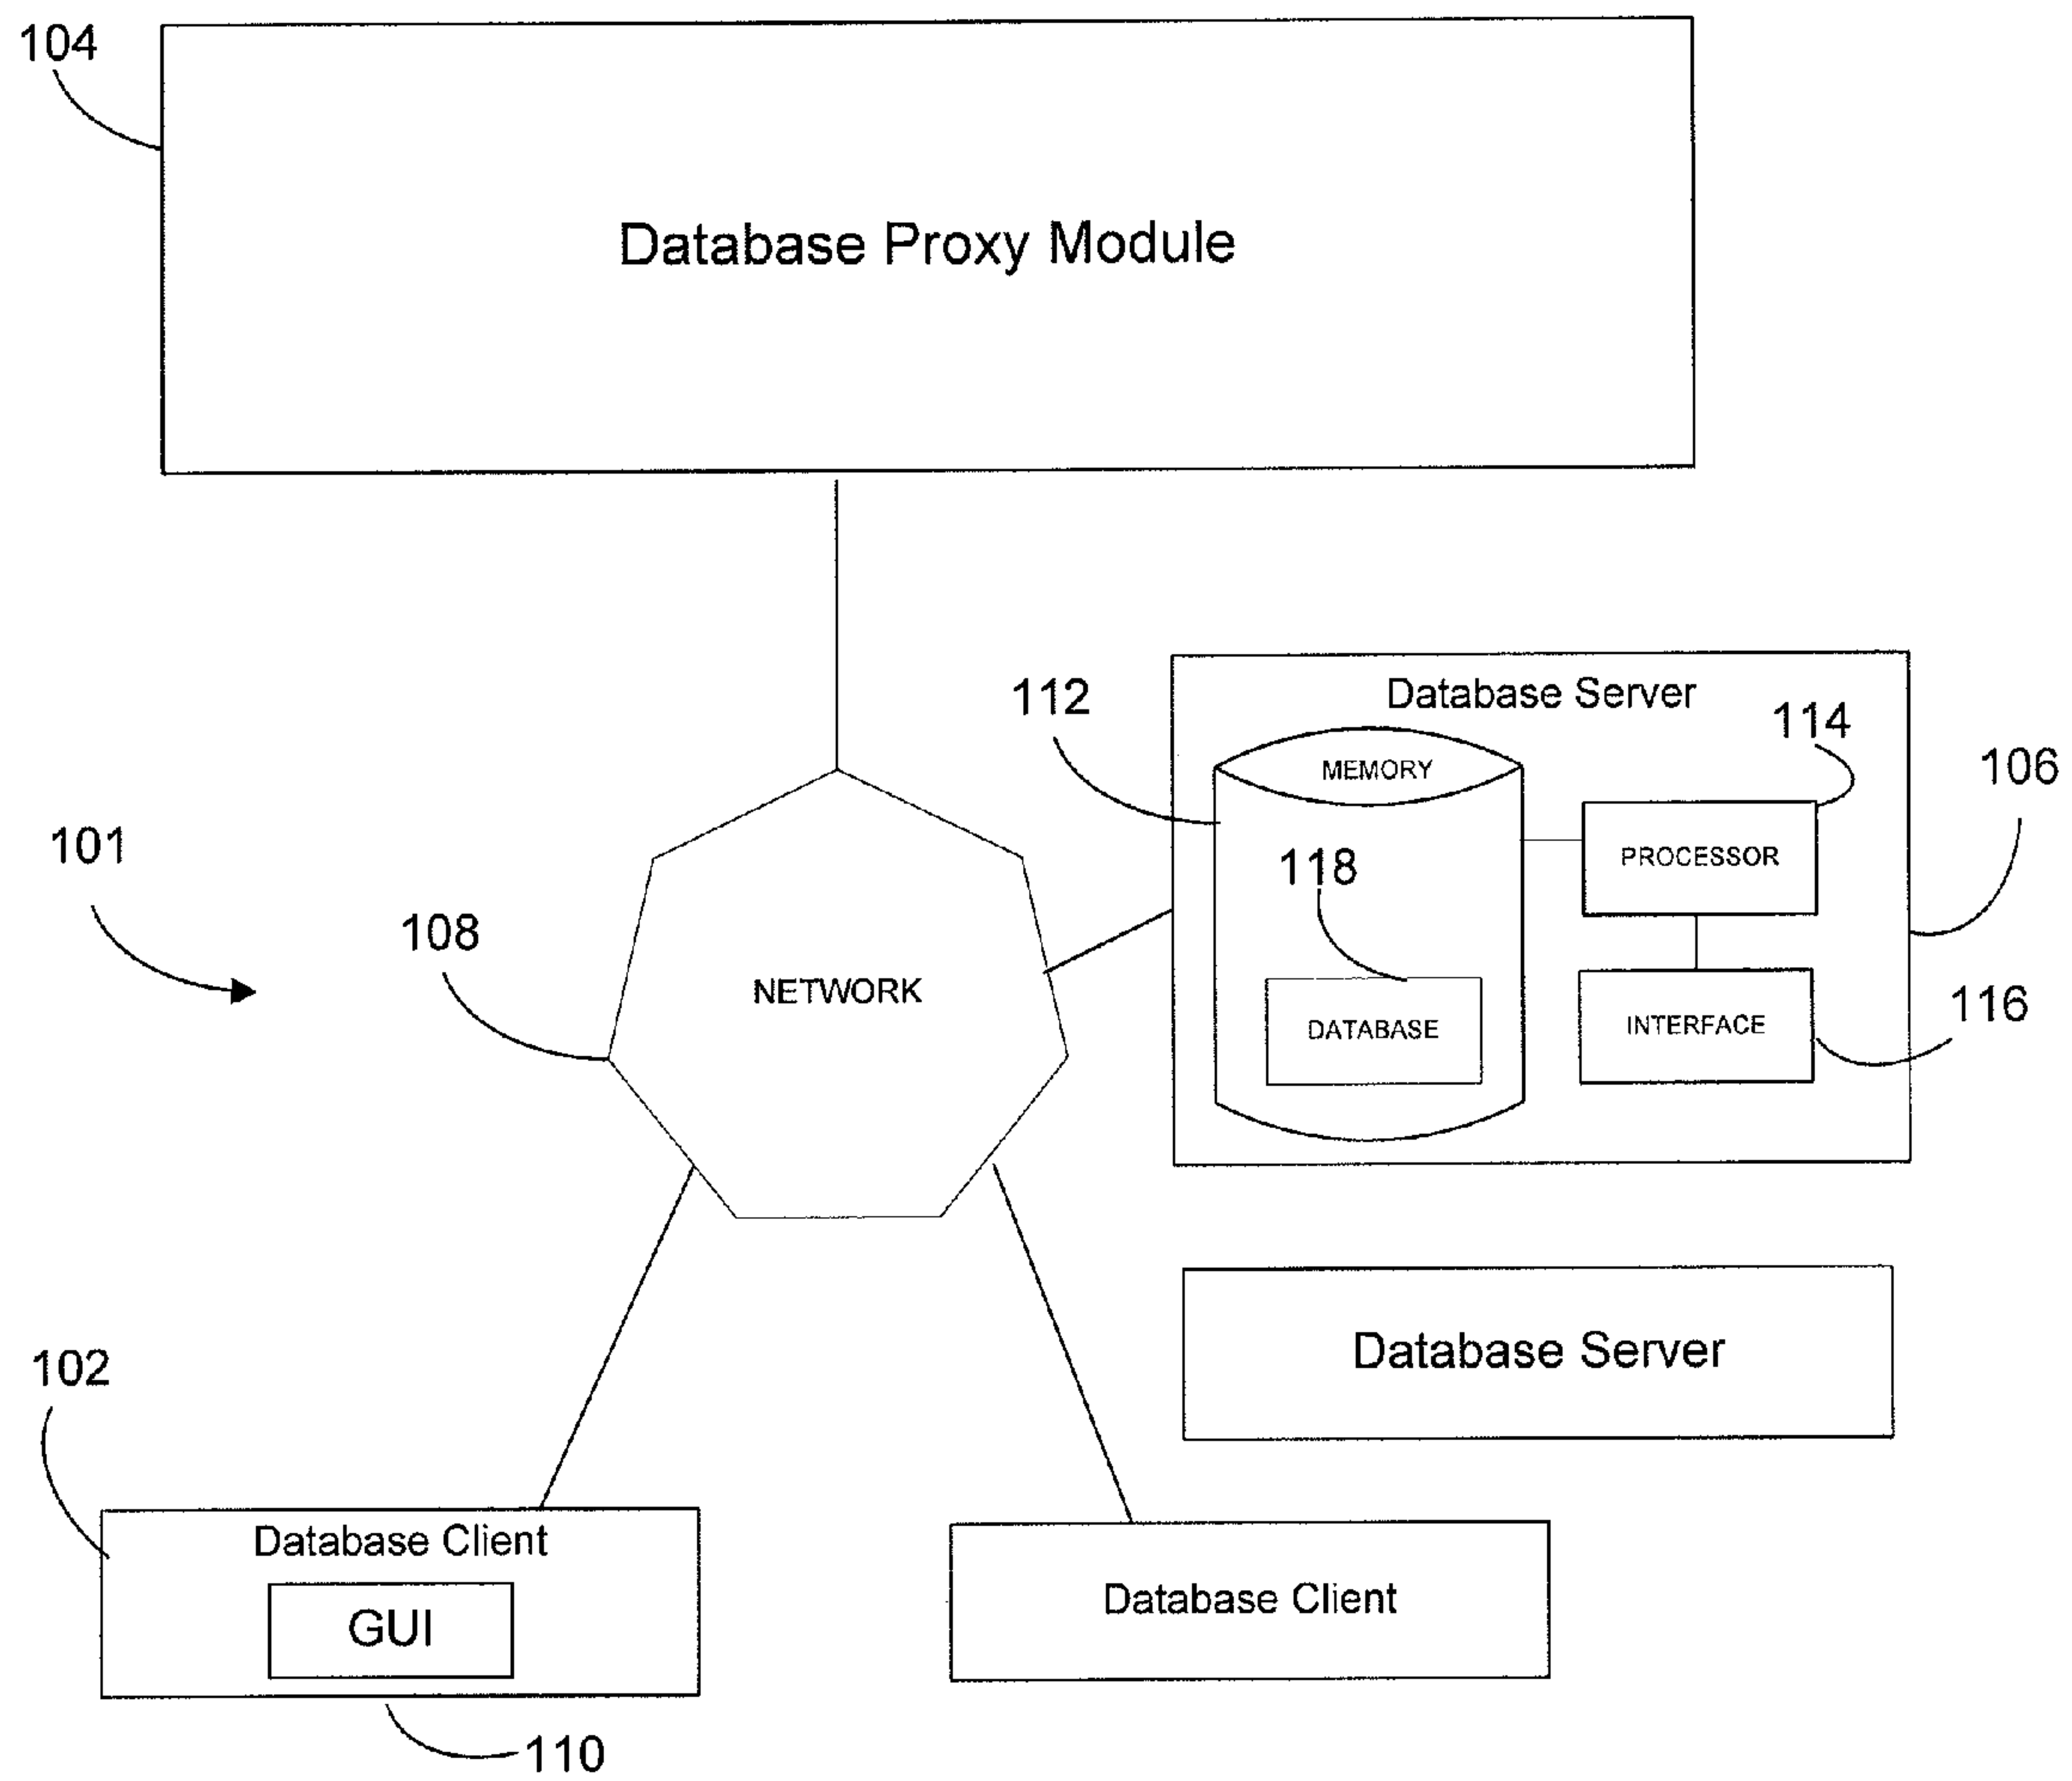 104
Database Proxy Module
112
Database Server
114
106
MEMORY
101
118
PROCESSOR
108
NETWORK
DATABASE
INTERFACE
116
102
Database Server
Database Client
GUI
Database Client
110